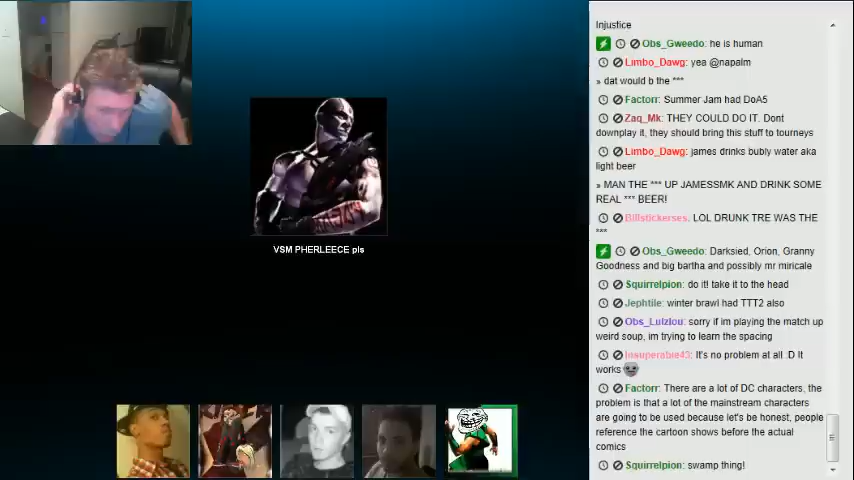 Injustice
Obs_Gweedo: he is human
Limbo_Dawg: yea @napalm
» dat would b the ***
Factorr: Summer Jam had DoA5
Zaq_Mk: THEY COULD DO IT. Dont
downplay it, they should bring this stuff to tourneys
Limbo_Dawg: james drinks bubly water aka
light beer
» MAN THE *** UP JAMESSMK AND DRINK SOME
REAL *** BEER!
Billstickerses: LOL DRUNK TRE WAS THE
***
VSM PHERLEECE pls
Obs_Gweedo: Darksied, Orion, Granny
Goodness and big bartha and possibly mr miricale
Squirrelpion: do it! take it to the head
Jephtile: winter brawl had TTT2 also
Obs_Luizlou: sorry if im playing the match up
weird soup, im trying to learn the spacing
Insuperable43: It's no problem at all :D It
works
Factorr: There are a lot of DC characters, the
problem is that a lot of the mainstream characters
are going to be used because let's be honest, people
reference the cartoon shows before the actual
comics
Squirrelpion: swamp thing!